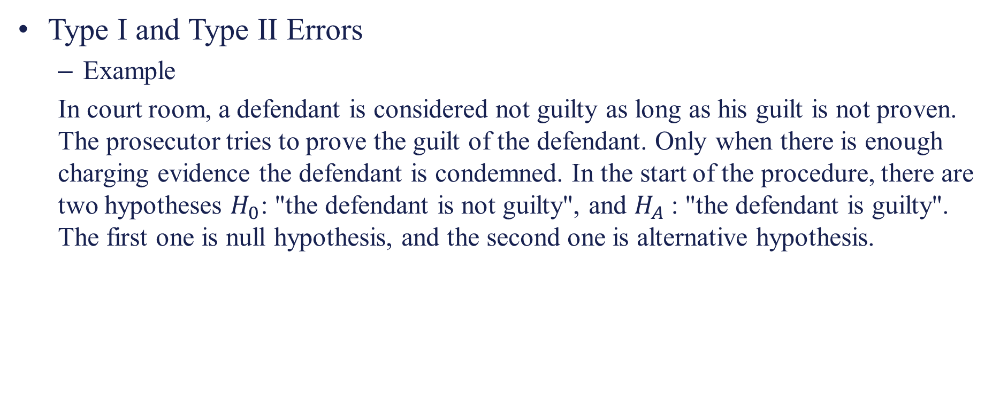 • Type I and Type II Errors
– Example
In court room, a defendant is considered not guilty as long as his guilt is not proven.
The prosecutor tries to prove the guilt of the defendant. Only when there is enough
charging evidence the defendant is condemned. In the start of the procedure, there are
two hypotheses H₀: "the defendant is not guilty", and H_A : "the defendant is guilty".
The first one is null hypothesis, and the second one is alternative hypothesis.